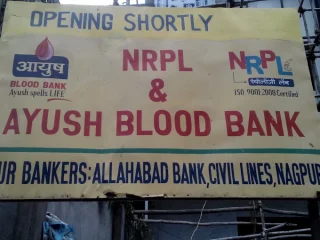 OPENING SHORTLY
आयुष
BLOOD BANK
Ayush spells LIFE
NRPL
&
AYUSH BLOOD BANK
NRPL
ISO 9001:2008 Certified
UR BANKERS:ALLAHABAD BANK,CIVIL LINES,NAGPU